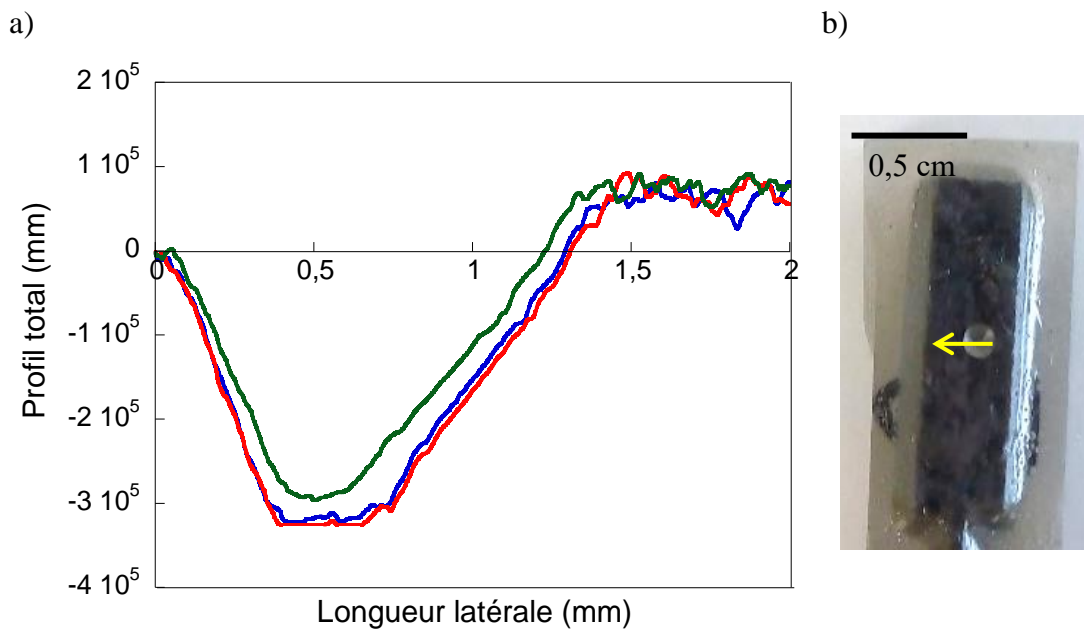 a)
b)
2 10⁵
1 10⁵
0
-1 10⁵
-2 10⁵
-3 10⁵
-4 10⁵
0 0,5 1 1,5 2
Profil total (mm)
Longueur latérale (mm)
0,5 cm